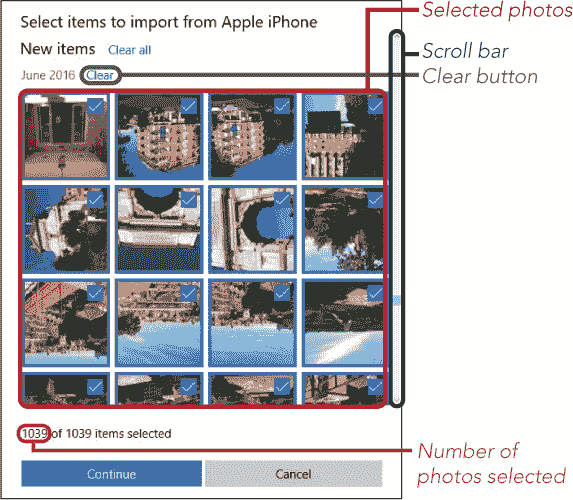 Select items to import from Apple iPhone
Selected photos
New items Clear all
Scroll bar
June 2016 Clear
Clear button
1039 of 1039 items selected
Number of
photos selected
Continue Cancel